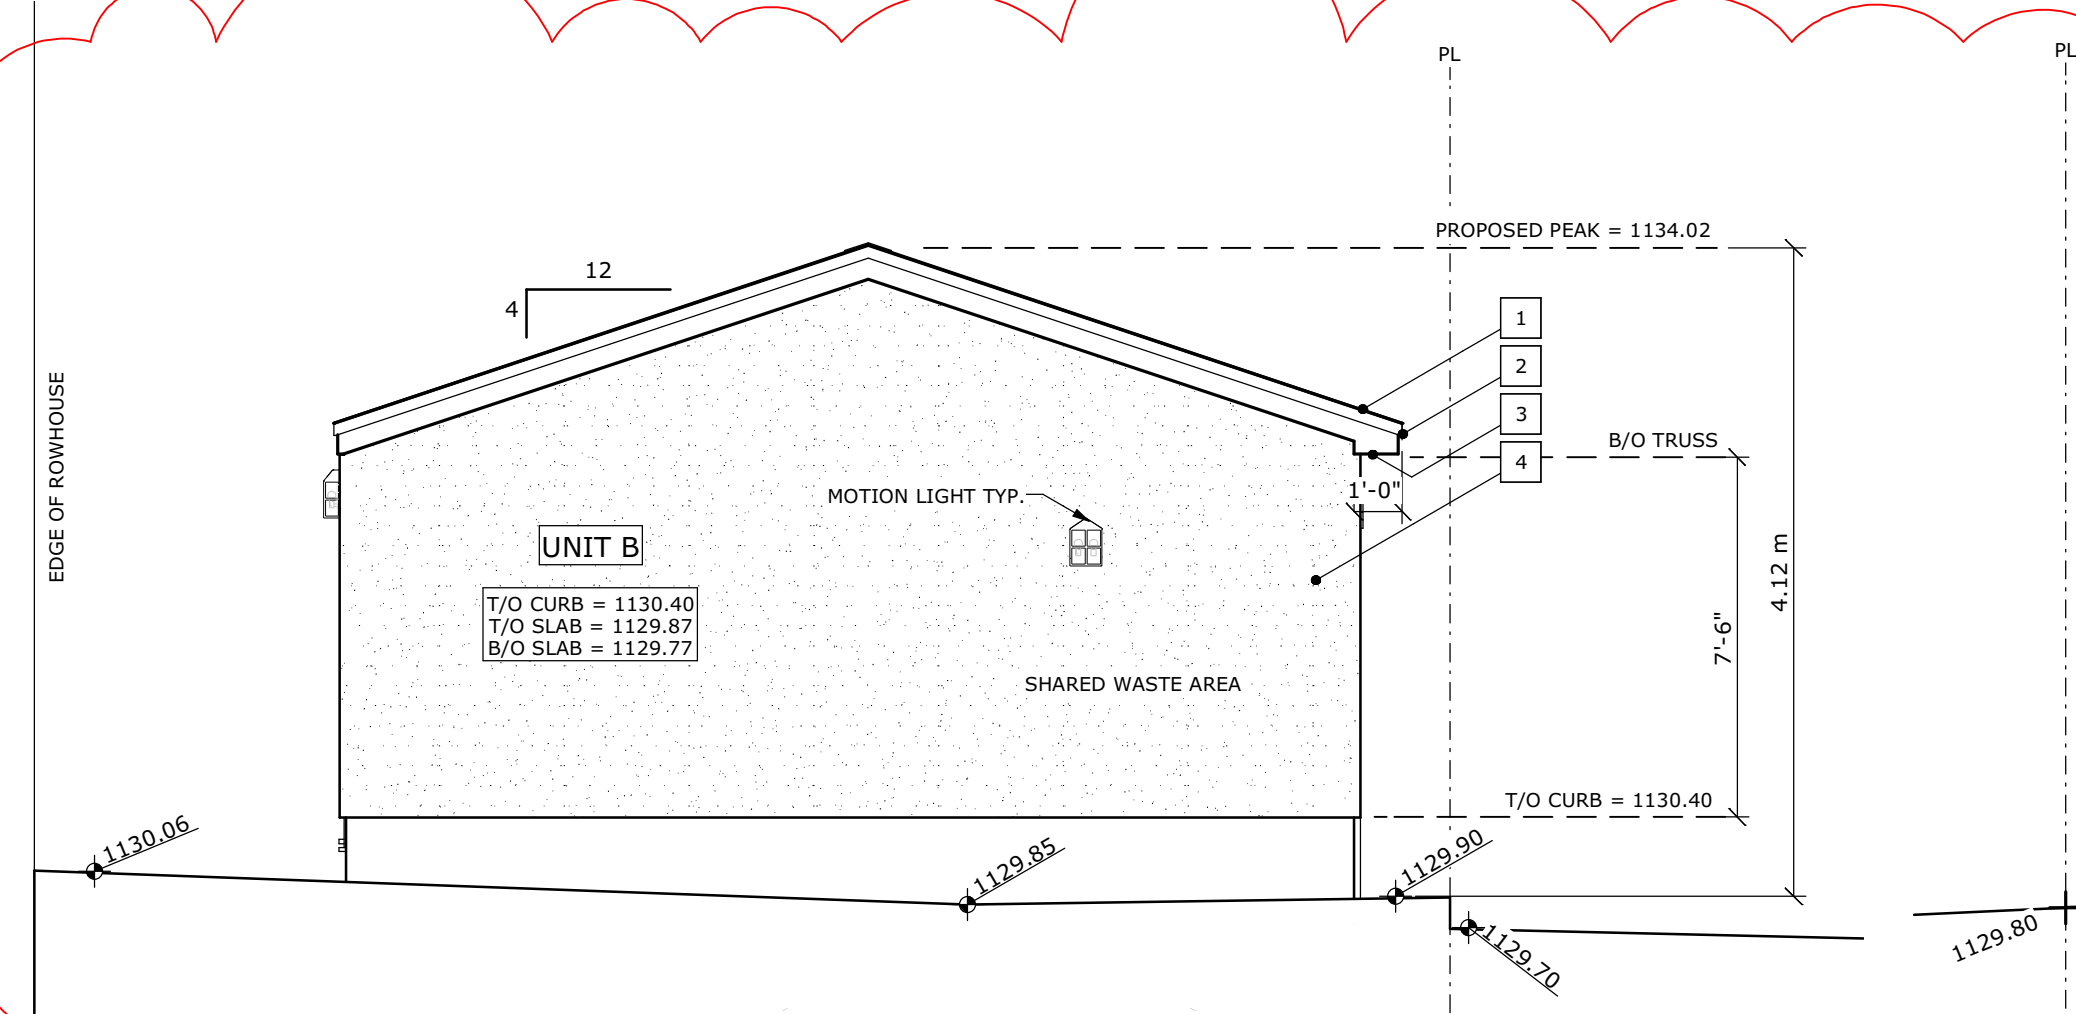 PL
PL
PROPOSED PEAK = 1134.02
12
4
1
2
3
4
B/O TRUSS
EDGE OF ROWHOUSE
MOTION LIGHT TYP.
1'-0"
UNIT B
4.12 m
T/O CURB = 1130.40
T/O SLAB = 1129.87
B/O SLAB = 1129.77
7'-6"
SHARED WASTE AREA
T/O CURB = 1130.40
1130.06
1129.85
1129.90
1129.70
1129.80